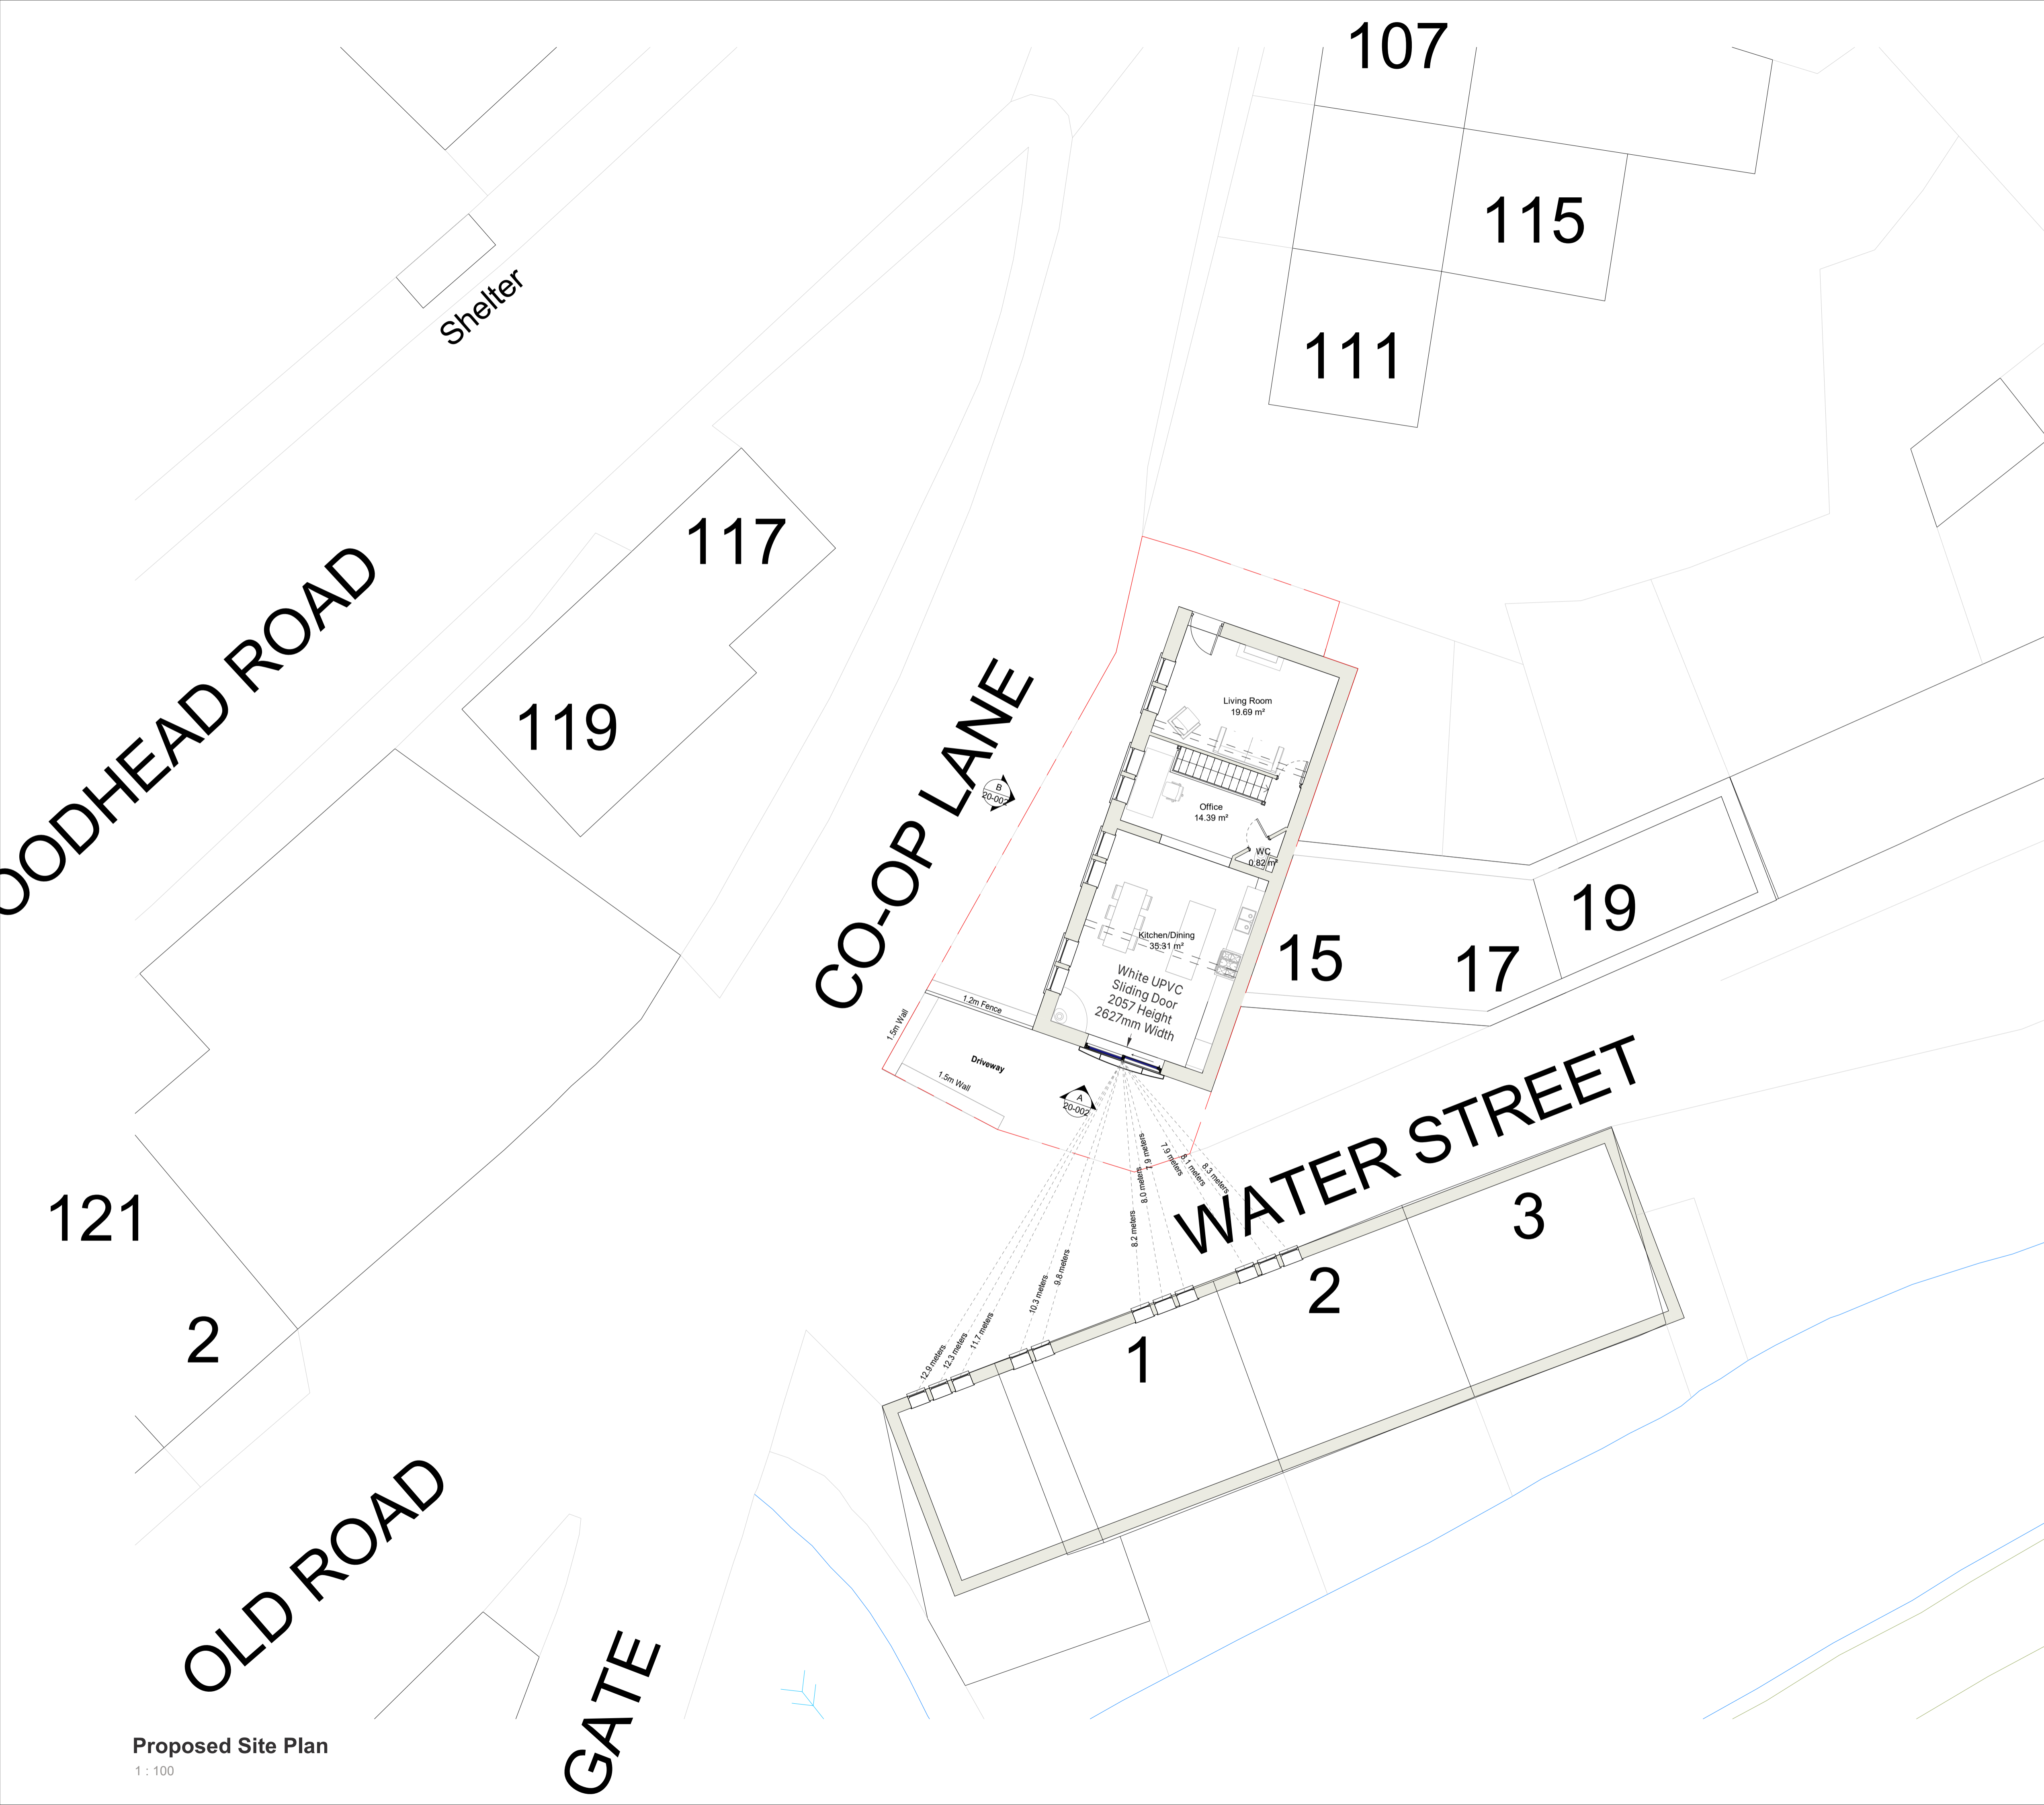 107
115
111
Shelter
117
119
OODHEAD ROAD
CO-OP LANE
B
20-002
Living Room
19.69 m²
Office
14.39 m²
WC
0.82 m²
Kitchen/Dining
35.31 m²
White UPVC
Sliding Door
2057 Height
2627mm Width
15
17
19
1.2m Fence
1.5m Wall
Driveway
1.5m Wall
A
20-002
WATER STREET
12.9 meters
12.3 meters
11.7 meters
10.3 meters
9.8 meters
8.2 meters
8.0 meters
7.9 meters
7.9 meters
8.1 meters
8.3 meters
1
2
3
121
2
OLD ROAD
GATE
Proposed Site Plan
1 : 100